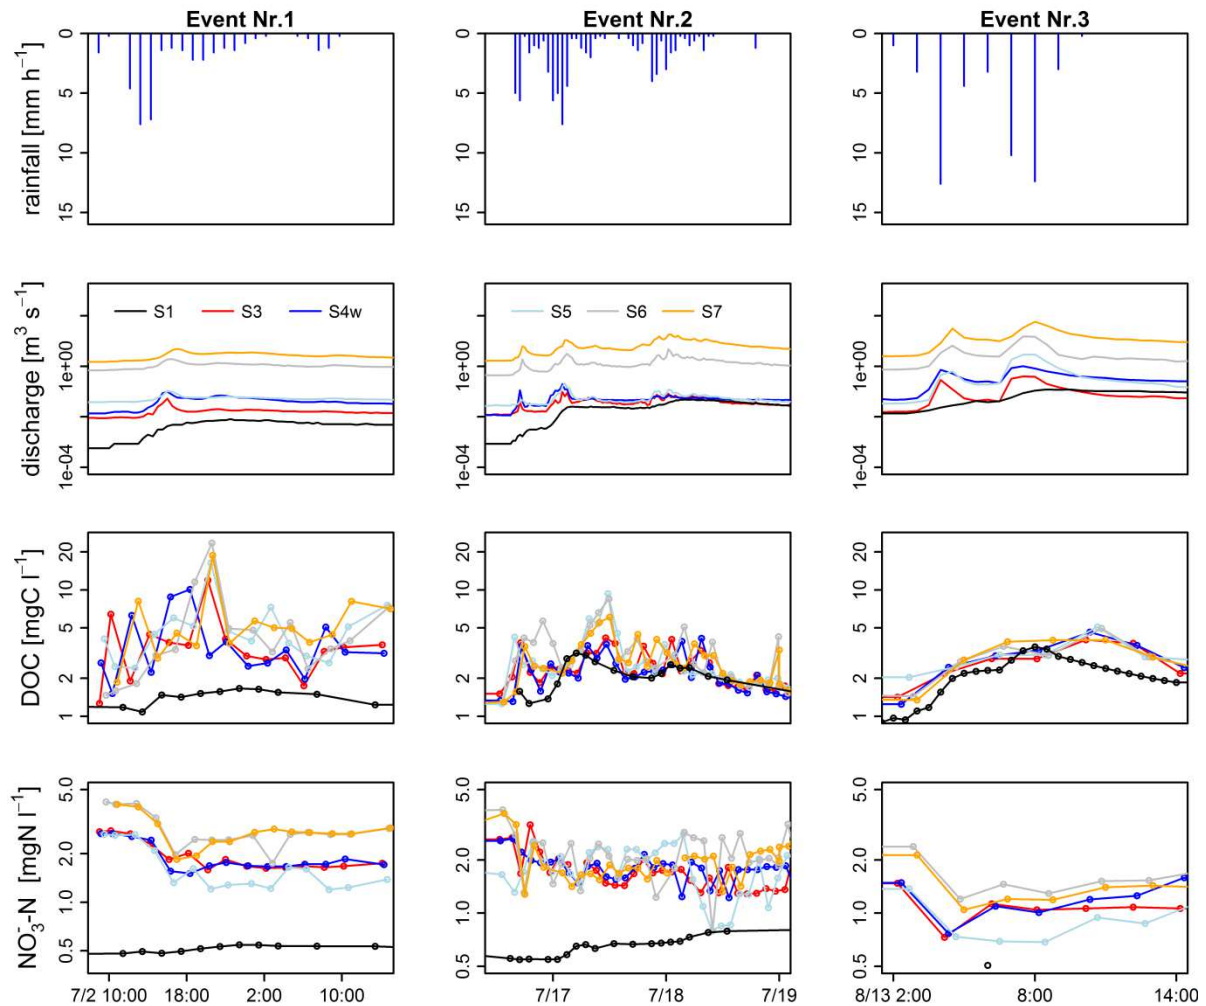 Event Nr.1
Event Nr.2
Event Nr.3
rainfall [mm h⁻¹]
0
5
10
15
0
5
10
15
0
5
10
15
discharge [m³ s⁻¹]
1e+00
1e-04
S1
S3
S4w
1e+00
1e-04
S5
S6
S7
1e+00
1e-04
DOC [mgC l⁻¹]
20
10
5
2
1
20
10
5
2
1
20
10
5
2
1
NO₃⁻-N [mgN l⁻¹]
5.0
2.0
1.0
0.5
5.0
2.0
1.0
0.5
5.0
2.0
1.0
0.5
7/2 10:00 18:00 2:00 10:00
7/17 7/18 7/19
8/13 2:00 8:00 14:00